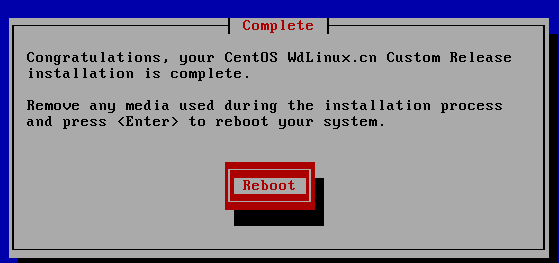 Complete
Congratulations, your CentOS WdLinux.cn Custom Release
installation is complete.
Remove any media used during the installation process
and press <Enter> to reboot your system.
Reboot